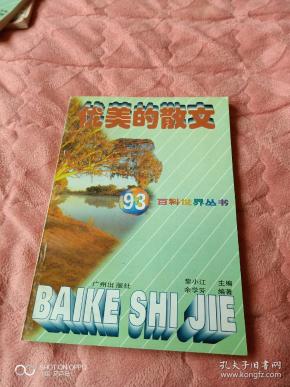 优美的散文
93 百科世界丛书
广州出版社
黎小江 主编
余学芳 编著
BAIKE SHI JIE
SHOT ON OPPO
孔夫子旧书网